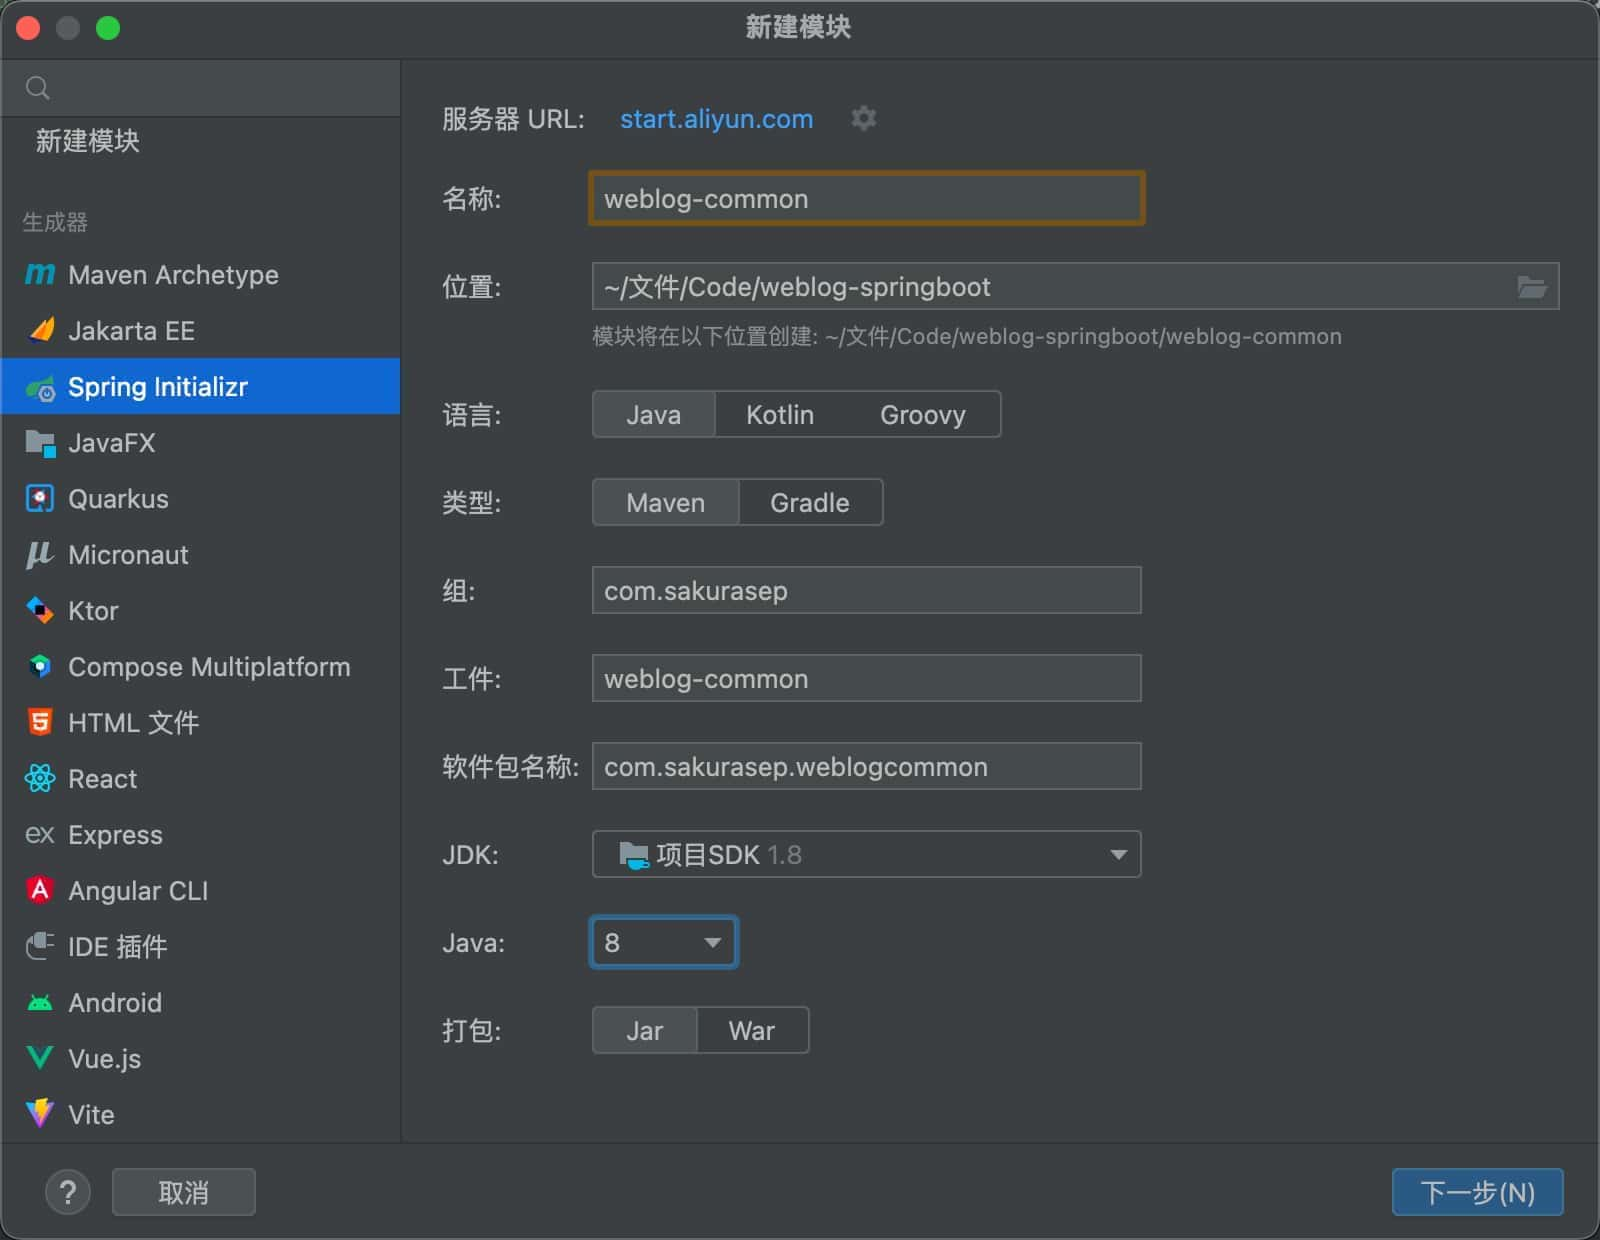 新建模块
新建模块
生成器
Maven Archetype
Jakarta EE
Spring Initializr
JavaFX
Quarkus
Micronaut
Ktor
Compose Multiplatform
HTML 文件
React
ex Express
Angular CLI
IDE 插件
Android
Vue.js
Vite
服务器 URL: start.aliyun.com
名称: weblog-common
位置: ~/文件/Code/weblog-springboot
模块将在以下位置创建: ~/文件/Code/weblog-springboot/weblog-common
语言: Java Kotlin Groovy
类型: Maven Gradle
组: com.sakurasep
工件: weblog-common
软件包名称: com.sakurasep.weblogcommon
JDK: 项目SDK 1.8
Java: 8
打包: Jar War
? 取消 下一步(N)